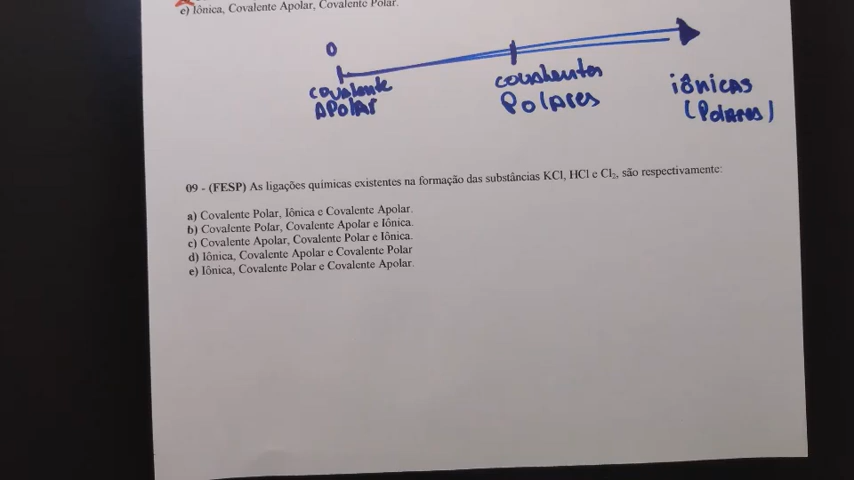 e) Iônica, Covalente Apolar, Covalente Polar.
0
covalente
APOLAR
covalentes
POLARES
iônicas
(POLARES)
09 - (FESP) As ligações químicas existentes na formação das substâncias KCl, HCl e Cl₂, são respectivamente:
a) Covalente Polar, Iônica e Covalente Apolar.
b) Covalente Polar, Covalente Apolar e Iônica.
c) Covalente Apolar, Covalente Polar e Iônica.
d) Iônica, Covalente Apolar e Covalente Polar
e) Iônica, Covalente Polar e Covalente Apolar.